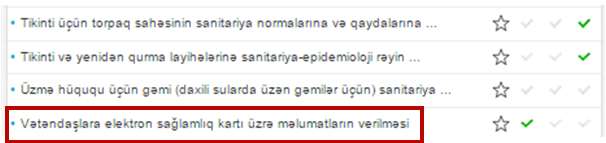 Tikinti üçün torpaq sahəsinin sanitariya normalarına və qaydalarına ...
Tikinti və yenidən qurma layihələrinə sanitariya-epidemioloji rəyin ...
Üzmə hüququ üçün gəmi (daxili sularda üzən gəmilər üçün) sanitariya ...
Vətəndaşlara elektron sağlamlıq kartı üzrə məlumatların verilməsi